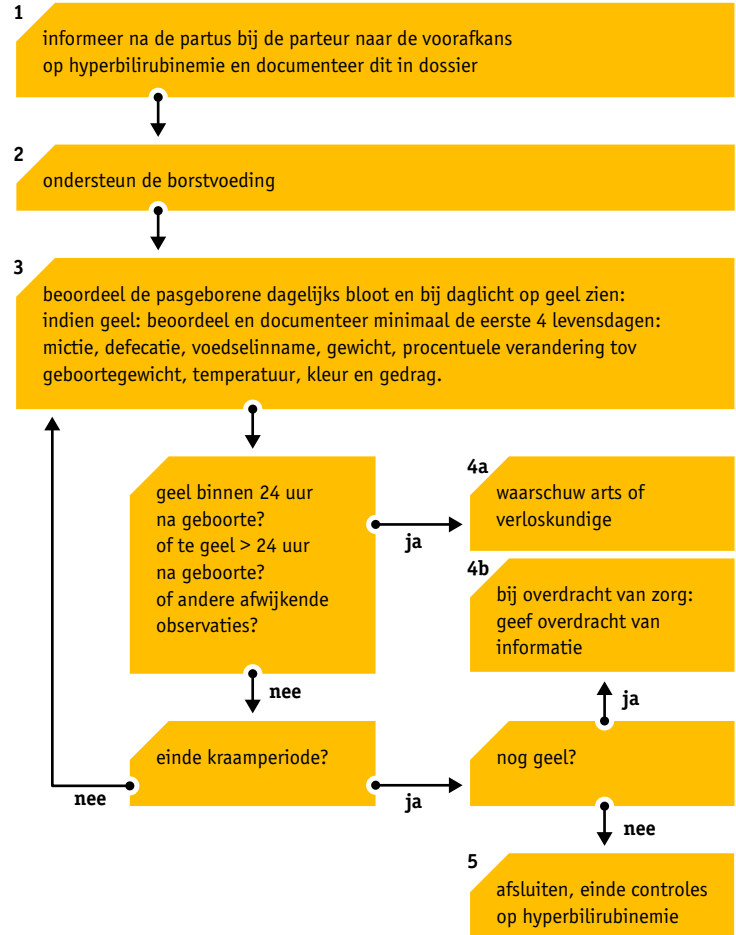 1
informeer na de partus bij de parteur naar de voorafkans
op hyperbilirubinemie en documenteer dit in dossier
2
ondersteun de borstvoeding
3
beoordeel de pasgeborene dagelijks bloot en bij daglicht op geel zien:
indien geel: beoordeel en documenteer minimaal de eerste 4 levensdagen:
mictie, defecatie, voedselinname, gewicht, procentuele verandering tov
geboortegewicht, temperatuur, kleur en gedrag.
geel binnen 24 uur
na geboorte?
of te geel > 24 uur
na geboorte?
of andere afwijkende
observaties?
ja
4a
waarschuw arts of
verloskundige
4b
bij overdracht van zorg:
geef overdracht van
informatie
nee
ja
einde kraamperiode?
nee
ja
nog geel?
nee
5
afsluiten, einde controles
op hyperbilirubinemie